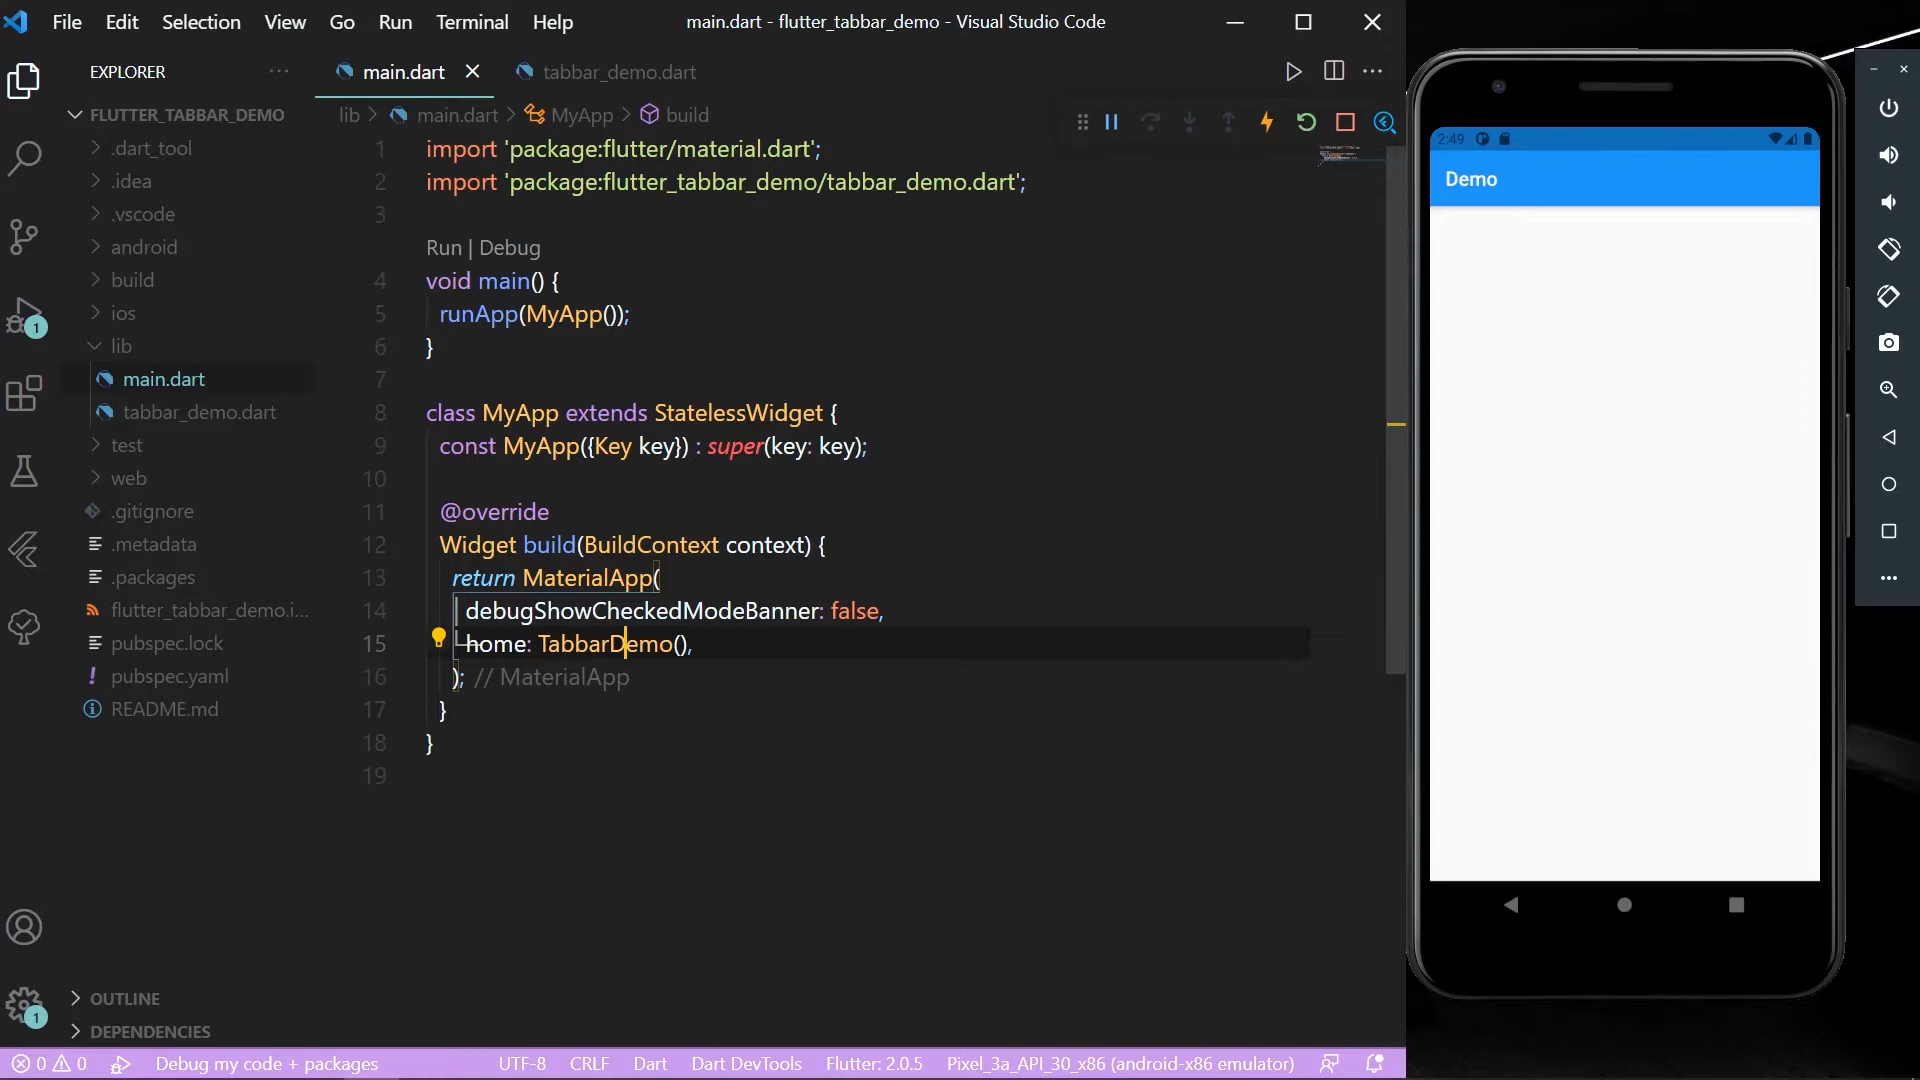 File Edit Selection View Go Run Terminal Help
main.dart - flutter_tabbar_demo - Visual Studio Code
EXPLORER
FLUTTER_TABBAR_DEMO
.dart_tool
.idea
.vscode
android
build
ios
lib
main.dart
tabbar_demo.dart
test
web
.gitignore
.metadata
.packages
flutter_tabbar_demo.i...
pubspec.lock
pubspec.yaml
README.md
OUTLINE
DEPENDENCIES
1
1
main.dart
tabbar_demo.dart
lib > main.dart > MyApp > build
1 import 'package:flutter/material.dart';
2 import 'package:flutter_tabbar_demo/tabbar_demo.dart';
3
Run | Debug
4 void main() {
5 runApp(MyApp());
6 }
7
8 class MyApp extends StatelessWidget {
9 const MyApp({Key key}) : super(key: key);
10
11 @override
12 Widget build(BuildContext context) {
13 return MaterialApp(
14 debugShowCheckedModeBanner: false,
15 home: TabbarDemo(),
16 ); // MaterialApp
17 }
18 }
19
0 0 Debug my code + packages UTF-8 CRLF Dart Dart DevTools Flutter: 2.0.5 Pixel_3a_API_30_x86 (android-x86 emulator)
2:49
Demo